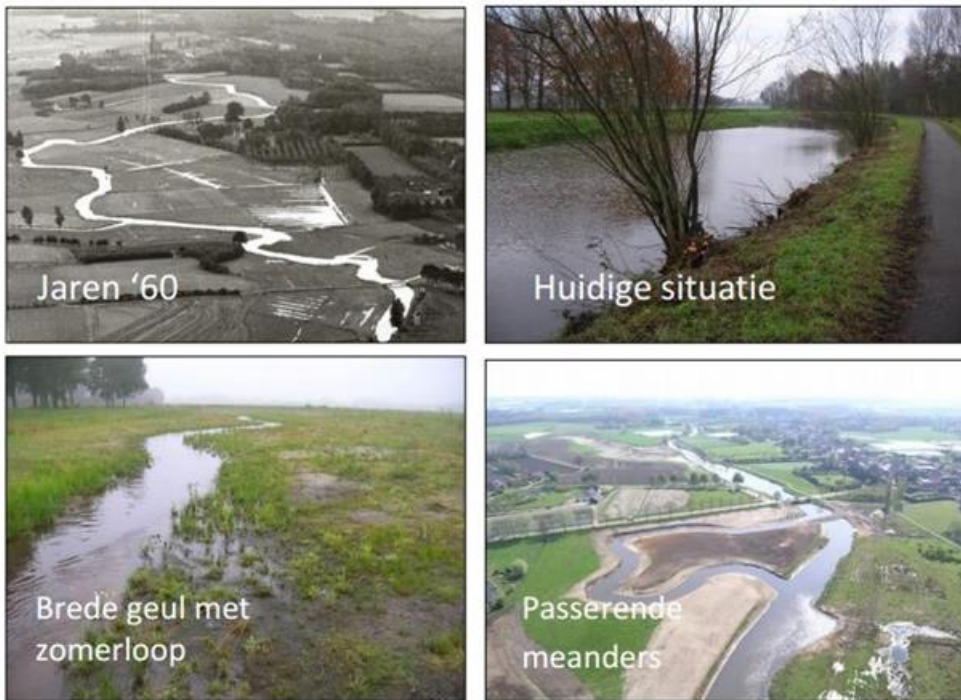 Jaren ‘60
Huidige situatie
Brede geul met
zomerloop
Passerende
meanders